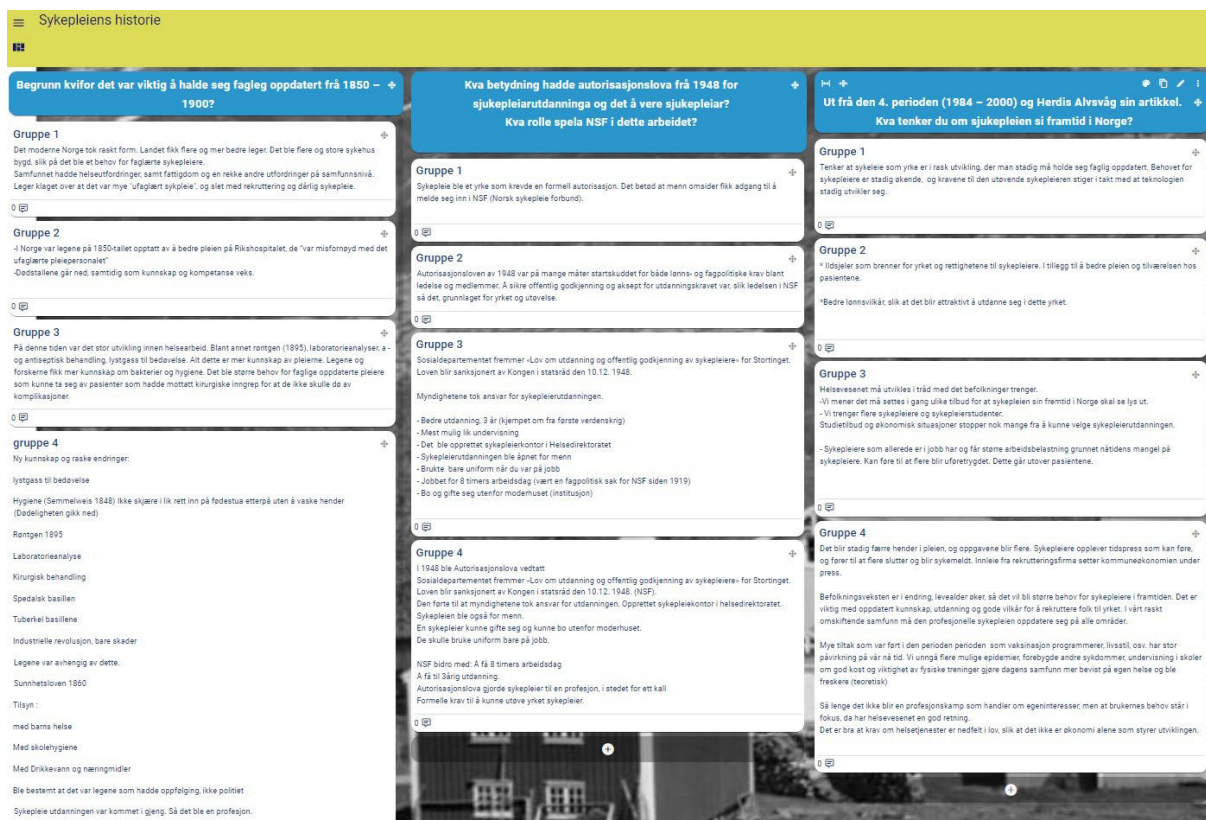 Sykepleiens historie
Begrunn kvifor det var viktig å halde seg fagleg oppdatert frå 1850 –
1900?
Gruppe 1
Det moderne Norge tok raskt form. Landet fikk flere og mer bedre leger. Det ble flere og store sykehus
bygd, slik på det ble et behov for faglærte sykepleiere.
Samfunnet hadde helseutfordringer, samt fattigdom og en rekke andre utfordringer på samfunnsnivå.
Leger klaget over at det var mye "ufaglært sykpleie", og slet med rekruttering og dårlig sykepleie.
0
Gruppe 2
-I Norge var legene på 1850-tallet opptatt av å bedre pleien på Rikshospitalet, de "var misfornøyd med det
ufaglærte pleiepersonalet"
-Dødstallene går ned, samtidig som kunnskap og kompetanse veks.
0
Gruppe 3
På denne tiden var det stor utvikling innen helsearbeid. Blant annet røntgen (1895), laboratorieanalyser, a -
og antiseptisk behandling, lystgass til bedøvelse. Alt dette er mer kunnskap av pleierne. Legene og
forskerne fikk mer kunnskap om bakterier og hygiene. Det ble større behov for faglige oppdaterte pleiere
som kunne ta seg av pasienter som hadde mottatt kirurgiske inngrep for at de ikke skulle dø av
komplikasjoner.
0
gruppe 4
Ny kunnskap og raske endringer:
lystgass til bedøvelse
Hygiene (Semmelweis 1848) Ikke skjære i lik rett inn på fødestua etterpå uten å vaske hender
(Dødeligheten gikk ned)
Røntgen 1895
Laboratorieanalyse
Kirurgisk behandling
Spedalsk basillen
Tuberkel basillene
Industrielle revolusjon, bare skader
Legene var avhengig av dette.
Sunnhetsloven 1860
Tilsyn :
med barns helse
Med skolehygiene
Med Drikkevann og næringmidler
Ble bestemt at det var legene som hadde oppfølging, ikke politiet
Sykepleie utdanningen var kommet i gjeng. Så det ble en profesjon.
Kva betydning hadde autorisasjonslova frå 1948 for
sjukepleiarutdanninga og det å vere sjukepleiar?
Kva rolle spela NSF i dette arbeidet?
Gruppe 1
Sykepleie ble et yrke som krevde en formell autorisasjon. Det betød at menn omsider fikk adgang til å
melde seg inn i NSF (Norsk sykepleie forbund).
0
Gruppe 2
Autorisasjonsloven av 1948 var på mange måter startskuddet for både lønns- og fagpolitiske krav blant
ledelse og medlemmer. Å sikre offentlig godkjenning og aksept for utdanningskravet var, slik ledelsen i NSF
så det, grunnlaget for yrket og utøvelse.
0
Gruppe 3
Sosialdepartementet fremmer «Lov om utdanning og offentlig godkjenning av sykepleiere» for Stortinget.
Loven blir sanksjonert av Kongen i statsråd den 10.12. 1948.
Myndighetene tok ansvar for sykepleierutdanningen.
- Bedre utdanning, 3 år (kjempet om fra første verdenskrig)
- Mest mulig lik undervisning
- Det ble opprettet sykepleierkontor i Helsedirektoratet
- Sykepleierutdanningen ble åpnet for menn
- Brukte bare uniform når du var på jobb
- Jobbet for 8 timers arbeidsdag (vært en fagpolitisk sak for NSF siden 1919)
- Bo og gifte seg utenfor moderhuset (institusjon)
0
Gruppe 4
I 1948 ble Autorisasjonslova vedtatt
Sosialdepartementet fremmer «Lov om utdanning og offentlig godkjenning av sykepleiere» for Stortinget.
Loven blir sanksjonert av Kongen i statsråd den 10.12. 1948. (NSF).
Den førte til at myndighetene tok ansvar for utdanningen. Opprettet sykepleiekontor i helsedirektoratet.
Sykepleien ble også for menn.
En sykepleier kunne gifte seg og kunne bo utenfor moderhuset.
De skulle bruke uniform bare på jobb.
NSF bidro med: Å få 8 timers arbeidsdag
Å få til 3årig utdanning.
Autorisasjonslova gjorde sykepleier til en profesjon, i stedet for ett kall
Formelle krav til å kunne utøve yrket sykepleier.
0
Ut frå den 4. perioden (1984 – 2000) og Herdis Alvsvåg sin artikkel.
Kva tenker du om sjukepleien si framtid i Norge?
Gruppe 1
Tenker at sykeleie som yrke er i rask utvikling, der man stadig må holde seg faglig oppdatert. Behovet for
sykepleiere er stadig økende, og kravene til den utøvende sykepleieren stiger i takt med at teknologien
stadig utvikler seg.
0
Gruppe 2
* Ildsjeler som brenner for yrket og rettighetene til sykepleiere. I tillegg til å bedre pleien og tilværelsen hos
pasientene.
*Bedre lønnsvilkår, slik at det blir attraktivt å utdanne seg i dette yrket.
0
Gruppe 3
Helsevesenet må utvikles i tråd med det befolkninger trenger.
-Vi mener det må settes i gang ulike tilbud for at sykepleien sin fremtid i Norge skal se lys ut.
- Vi trenger flere sykepleiere og sykepleierstudenter.
Studietilbud og økonomisk situasjoner stopper nok mange fra å kunne velge sykepleierutdanningen.
- Sykepleiere som allerede er i jobb har og får større arbeidsbelastning grunnet nåtidens mangel på
sykepleiere. Kan føre til at flere blir uføretrygdet. Dette går utover pasientene.
0
Gruppe 4
Det blir stadig færre hender i pleien, og oppgavene blir flere. Sykepleiere opplever tidspress som kan føre,
og fører til at flere slutter og blir sykemeldt. Innleie fra rekrutteringsfirma setter kommuneøkonomien under
press.
Befolkningsveksten er i endring, levealder øker, så det vil bli større behov for sykepleiere i framtiden. Det er
viktig med oppdatert kunnskap, utdanning og gode vilkår for å rekruttere folk til yrket. I vårt raskt
omskiftende samfunn må den profesjonelle sykepleien oppdatere seg på alle områder.
Mye tiltak som var ført i den perioden perioden som vaksinasjon programmerer, livsstil, osv. har stor
påvirkning på vår nå tid. Vi unngå flere mulige epidemier, forebygde andre sykdommer, undervisning i skoler
om god kost og viktighet av fysiske treninger gjøre dagens samfunn mer bevist på egen helse og ble
freskere (teoretisk)
Så lenge det ikke blir en profesjonskamp som handler om egeninteresser, men at brukernes behov står i
fokus, da har helsevesenet en god retning.
Det er bra at krav om helsetjenester er nedfelt i lov, slik at det ikke er økonomi alene som styrer utviklingen.
0